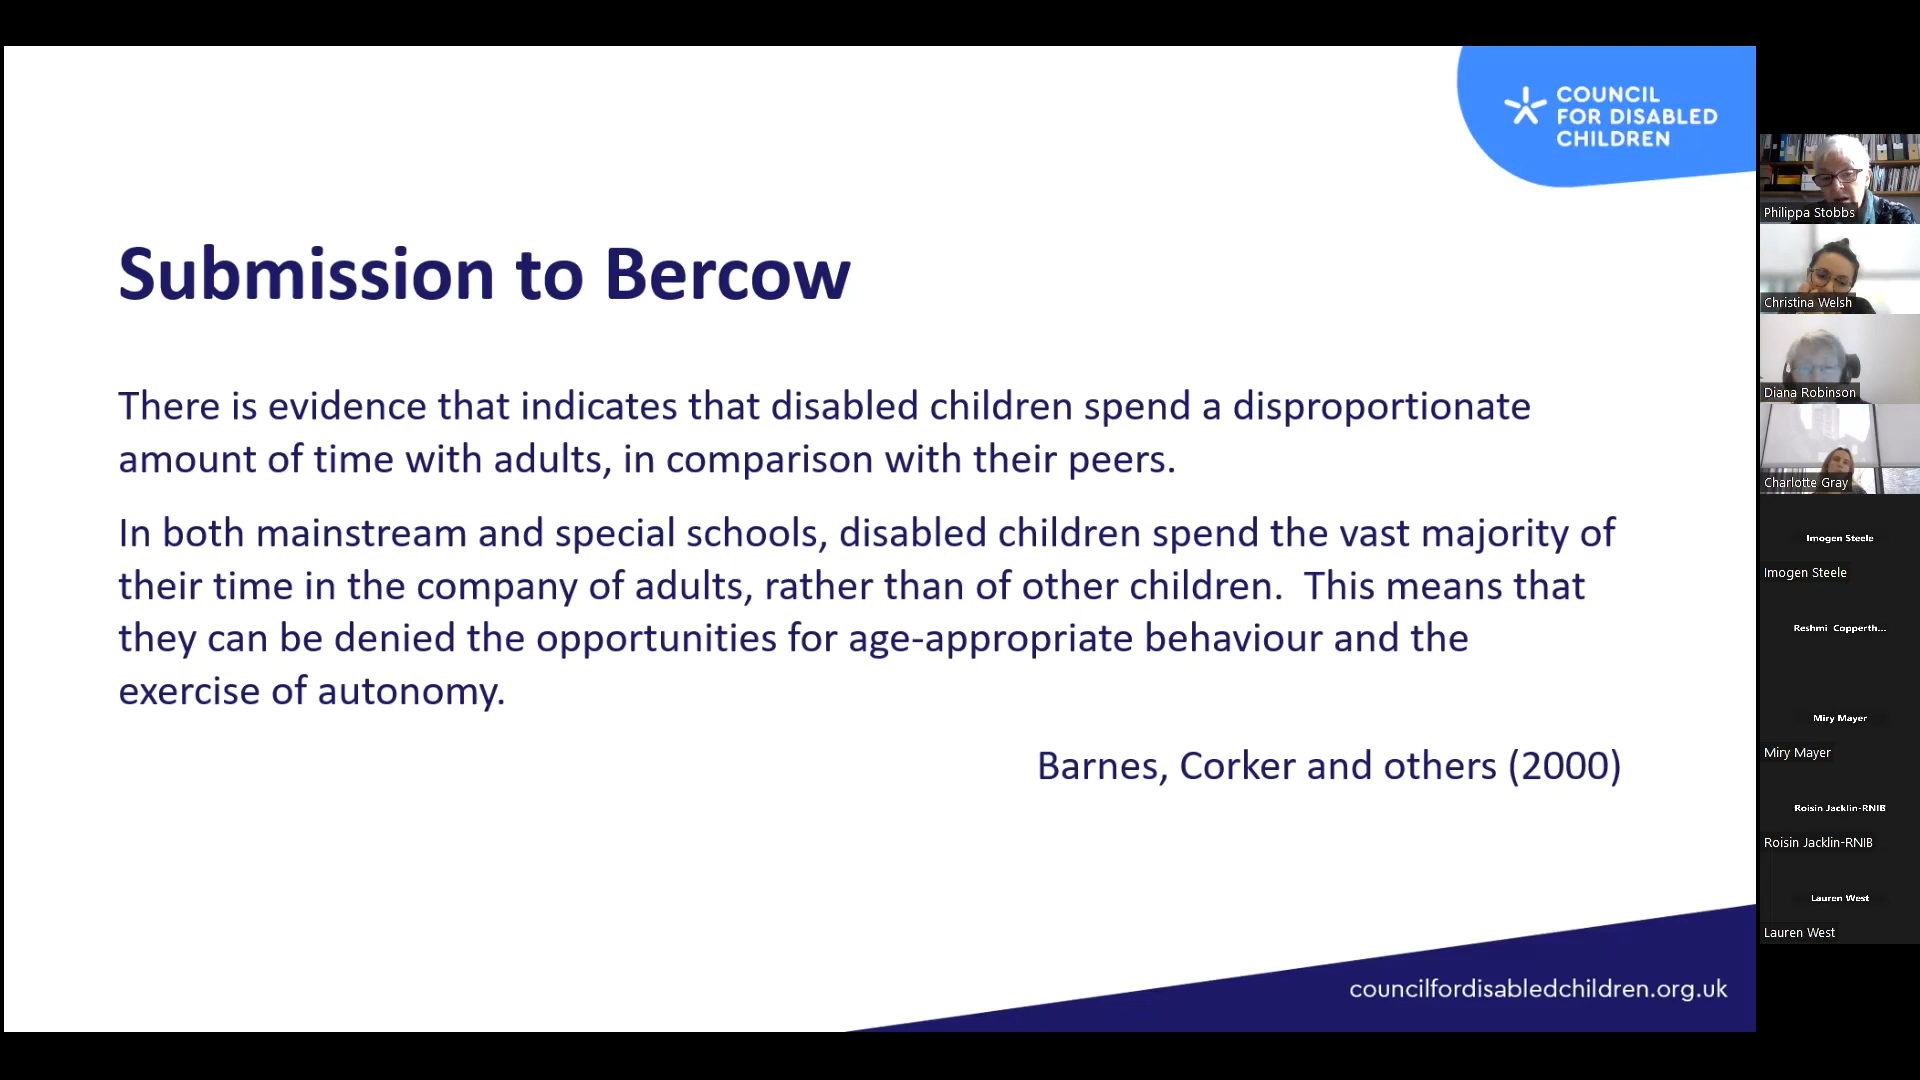 COUNCIL
FOR DISABLED
CHILDREN
Submission to Bercow
There is evidence that indicates that disabled children spend a disproportionate
amount of time with adults, in comparison with their peers.
In both mainstream and special schools, disabled children spend the vast majority of
their time in the company of adults, rather than of other children.  This means that
they can be denied the opportunities for age-appropriate behaviour and the
exercise of autonomy.
Barnes, Corker and others (2000)
councilfordisabledchildren.org.uk
Philippa Stobbs
Christina Welsh
Diana Robinson
Charlotte Gray
Imogen Steele
Imogen Steele
Reshmi Copperth...
Miry Mayer
Miry Mayer
Roisin Jacklin-RNIB
Roisin Jacklin-RNIB
Lauren West
Lauren West